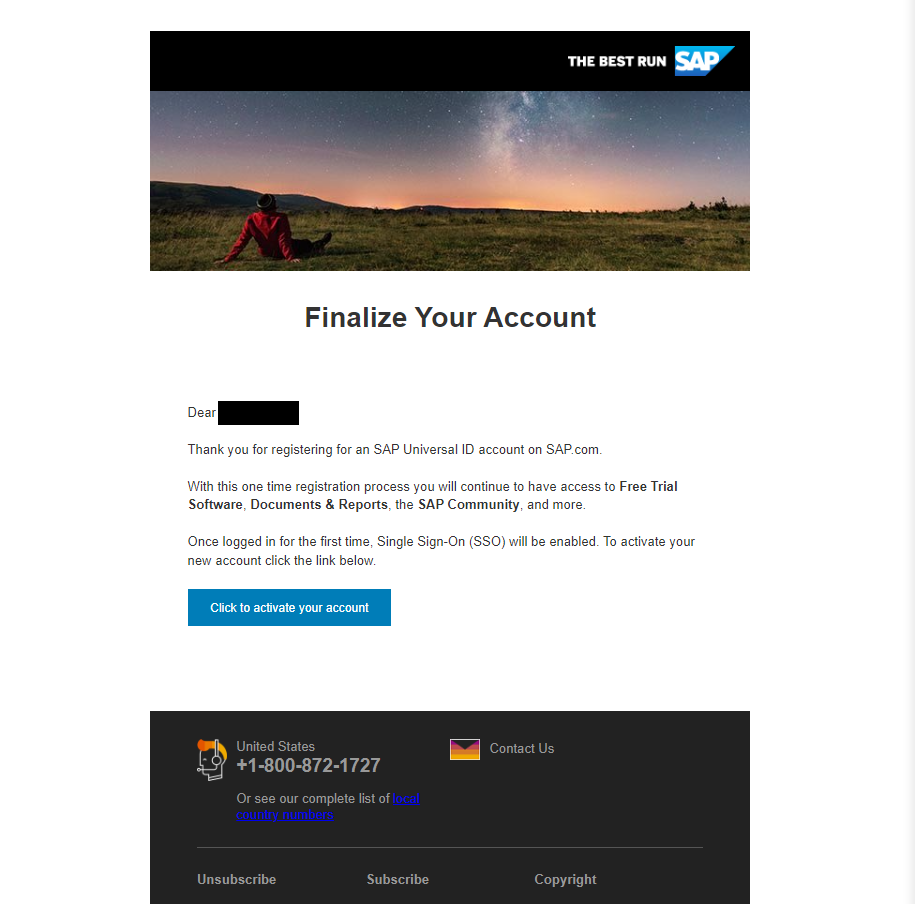 THE BEST RUN SAP
Finalize Your Account
Dear
Thank you for registering for an SAP Universal ID account on SAP.com.
With this one time registration process you will continue to have access to Free Trial
Software, Documents & Reports, the SAP Community, and more.
Once logged in for the first time, Single Sign-On (SSO) will be enabled. To activate your
new account click the link below.
Click to activate your account
United States
+1-800-872-1727
Or see our complete list of local
country numbers
Contact Us
Unsubscribe Subscribe Copyright